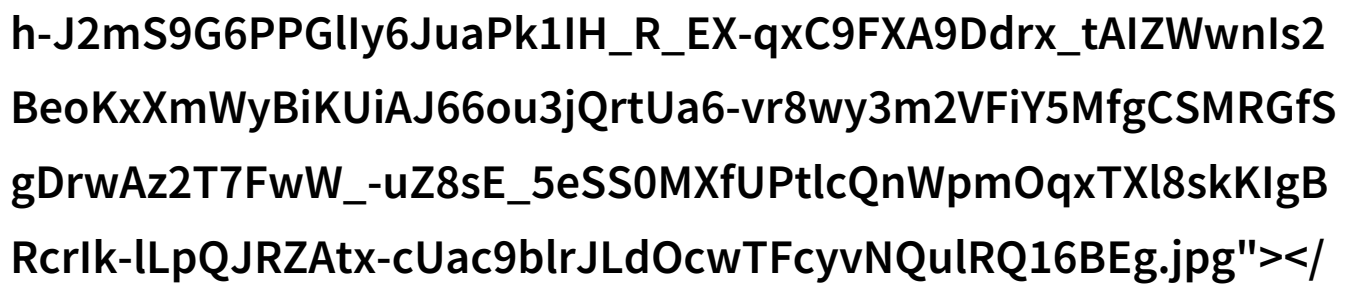 h-J2mS9G6PPGlIy6JuaPk1IH_R_EX-qxC9FXA9Ddrx_tAIZWwnIs2
BeoKxXmWyBiKUiAJ66ou3jQrtUa6-vr8wy3m2VFiY5MfgCSMRGfS
gDrwAz2T7FwW_-uZ8sE_5eSS0MXfUPtlcQnWpmOqxTXl8skKIgB
RcrIk-lLpQJRZAtx-cUac9blrJLdOcwTFcyvNQulRQ16BEg.jpg"></